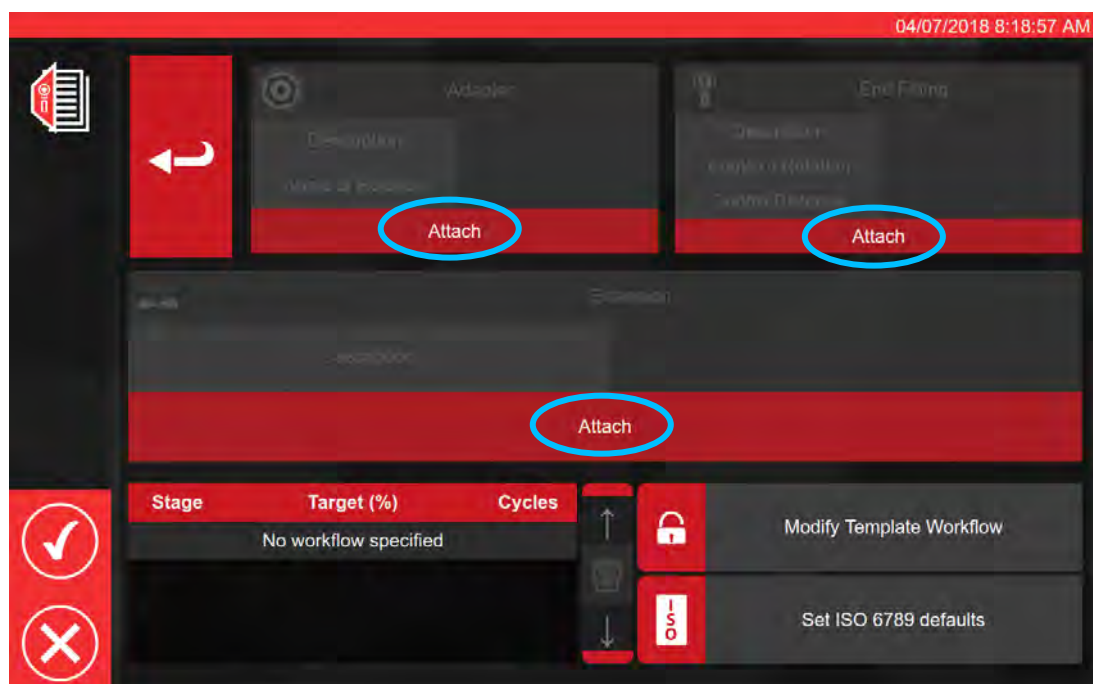 04/07/2018 8:18:57 AM
Adapter
End Fitting
Description
Description
Attach
Attach
Extension
Description
Attach
Stage Target (%) Cycles
No workflow specified
Modify Template Workflow
ISO
Set ISO 6789 defaults